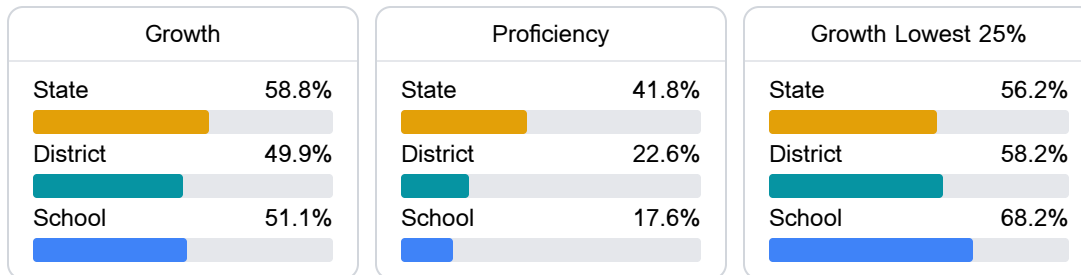 Growth
State 58.8%
District 49.9%
School 51.1%
Proficiency
State 41.8%
District 22.6%
School 17.6%
Growth Lowest 25%
State 56.2%
District 58.2%
School 68.2%